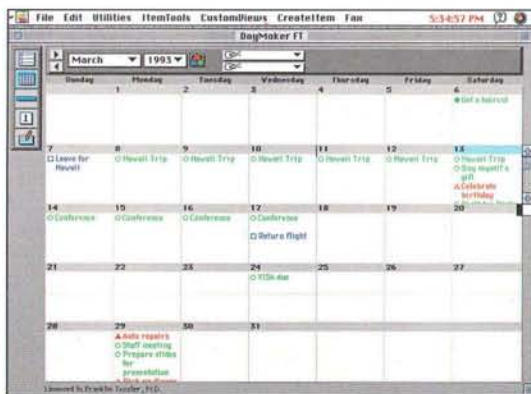 File Edit Utilities ItemTools CustomViews CreateItem Fax 5:34:57 PM
DayMaker FT
March 1993
Sunday Monday Tuesday Wednesday Thursday Friday Saturday
1 2 3 4 5 6
Get a haircut
7 8 9 10 11 12 13
Leave for Hawaii Trip Hawaii Trip Hawaii Trip Hawaii Trip Hawaii Trip Hawaii Trip
Hawaii Buy myself's
gift
Celebrate
birthday
14 15 16 17 18 19 20
Conference Conference Conference Conference
Return flight
21 22 23 24 25 26 27
VISA due
28 29 30 31
Auto repairs
Staff meeting
Prepare slides
for
presentation
Licensed to Franklin Tessler, M.D.